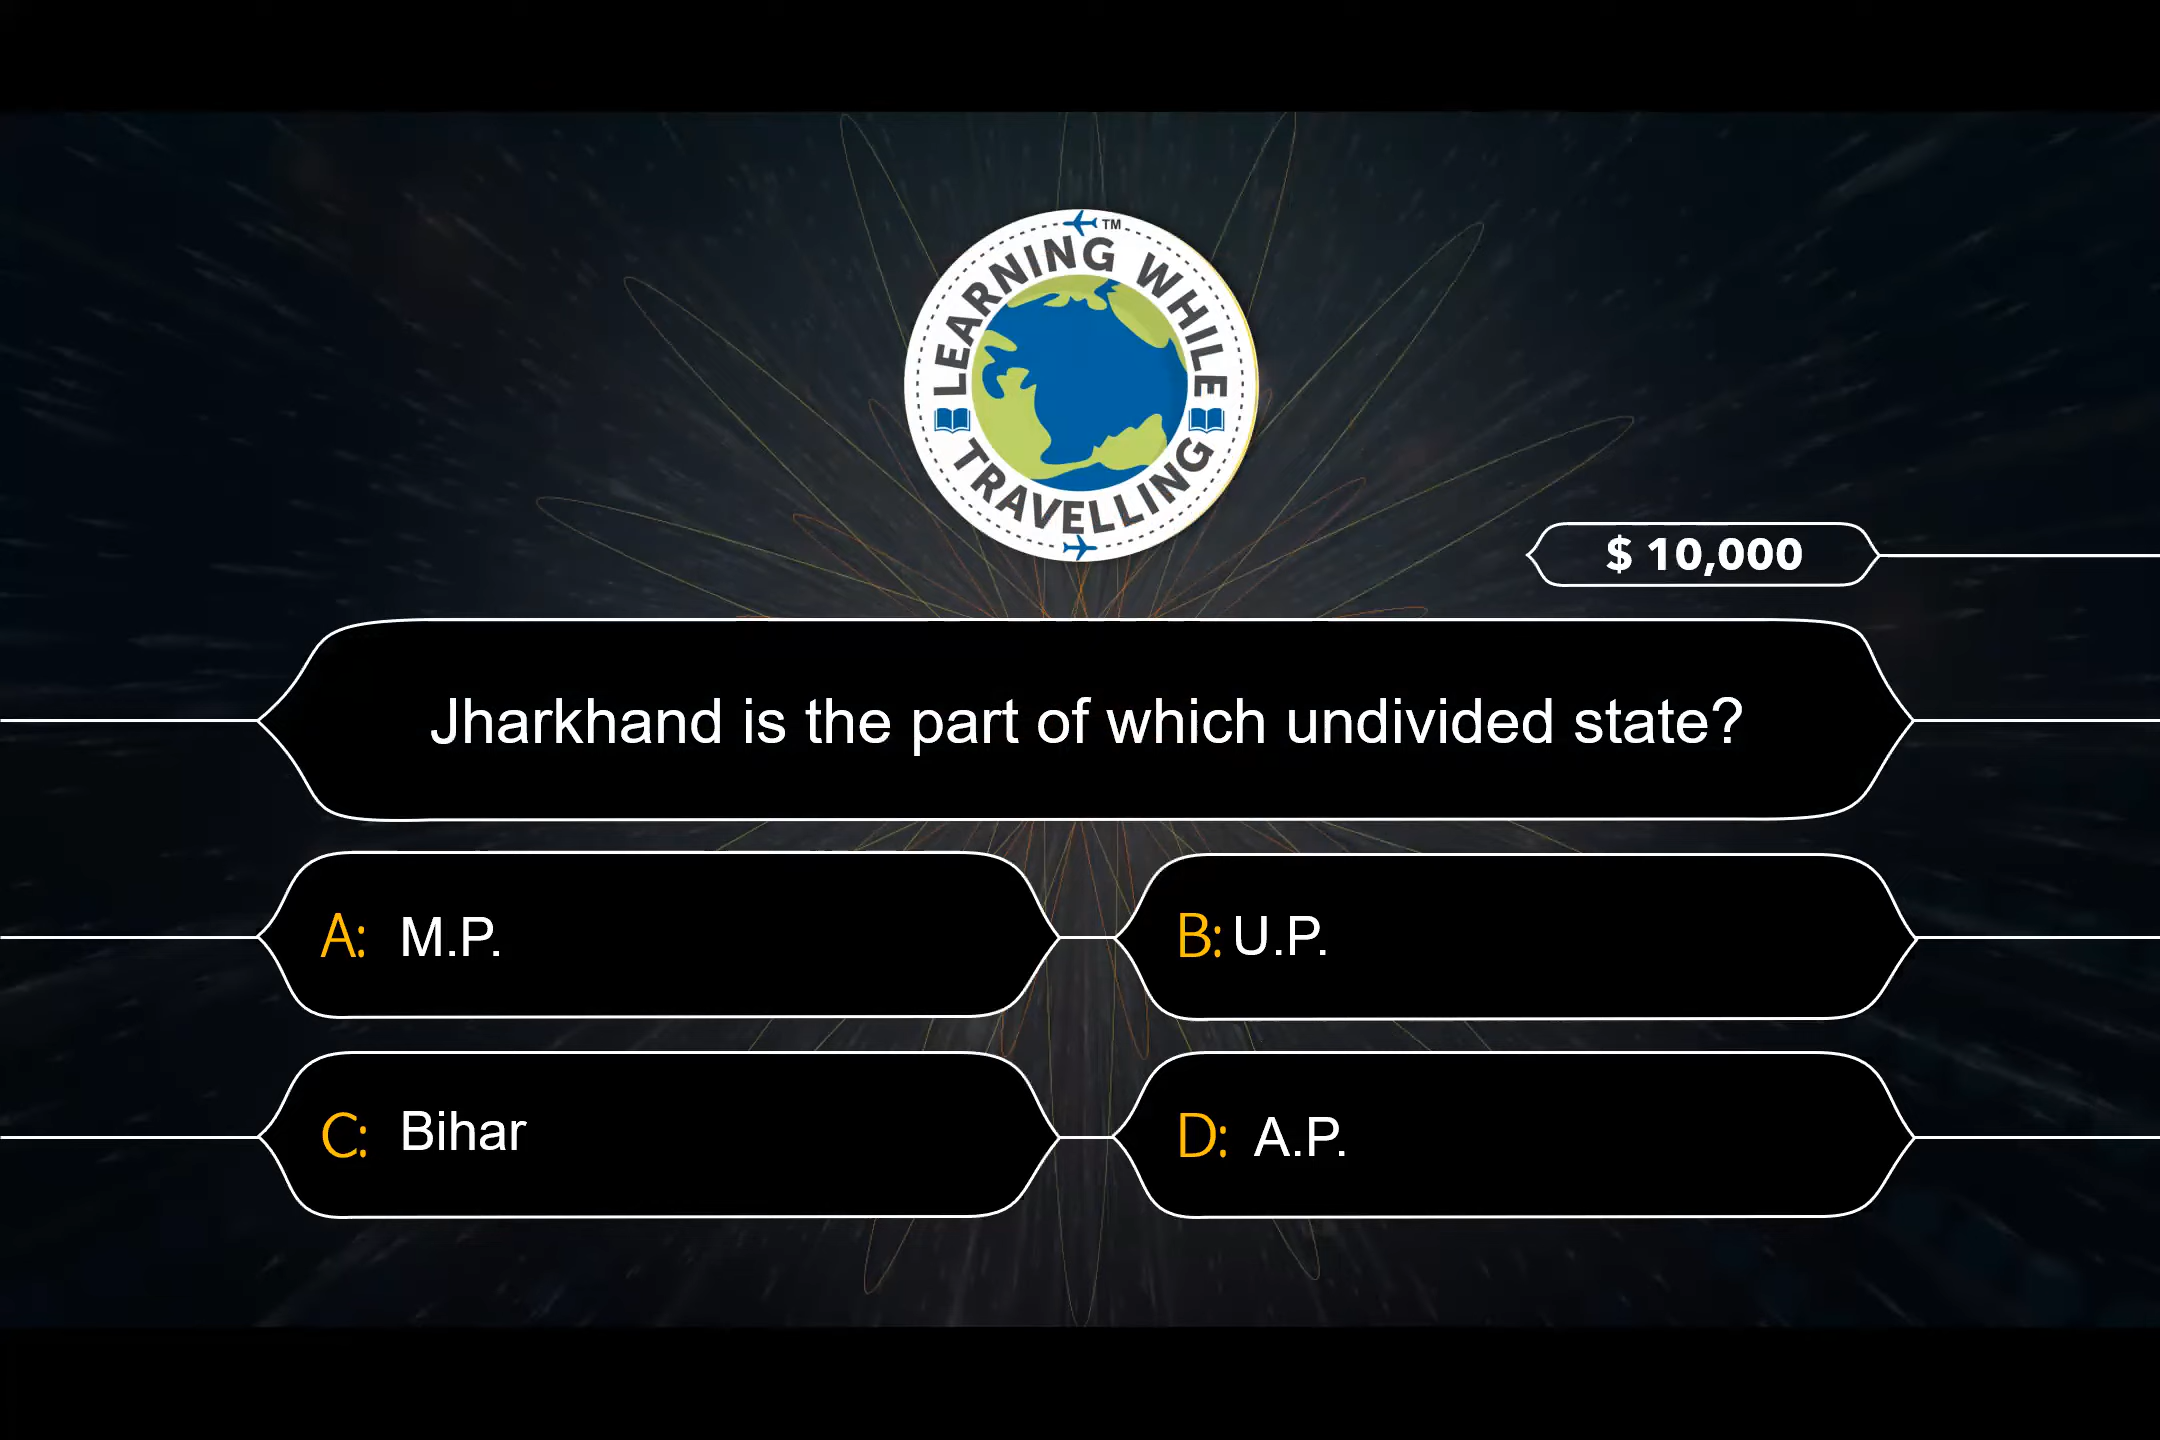 LEARNING WHILE
TM
TRAVELLING
$ 10,000
Jharkhand is the part of which undivided state?
A: M.P.
B: U.P.
C: Bihar
D: A.P.